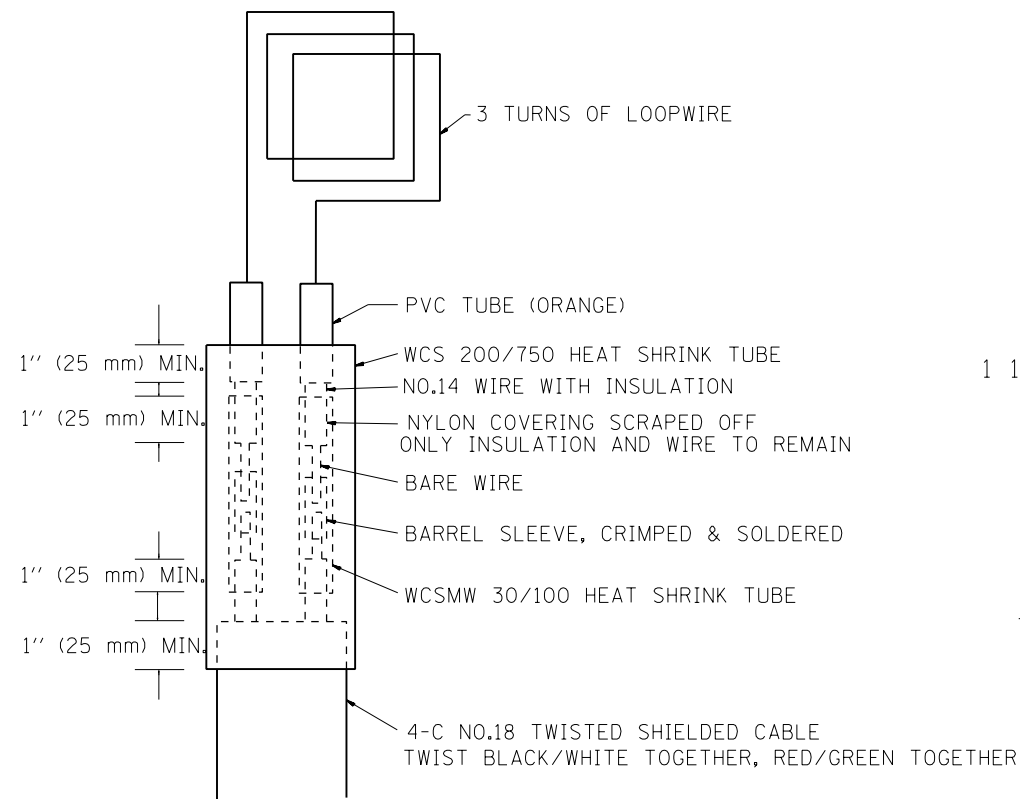 3 TURNS OF LOOPWIRE
PVC TUBE (ORANGE)
1'' (25 mm) MIN.
WCS 200/750 HEAT SHRINK TUBE
1 1
NO.14 WIRE WITH INSULATION
1'' (25 mm) MIN.
NYLON COVERING SCRAPED OFF
ONLY INSULATION AND WIRE TO REMAIN
BARE WIRE
BARREL SLEEVE, CRIMPED & SOLDERED
1'' (25 mm) MIN.
WCSMW 30/100 HEAT SHRINK TUBE
1'' (25 mm) MIN.
4-C NO.18 TWISTED SHIELDED CABLE
TWIST BLACK/WHITE TOGETHER, RED/GREEN TOGETHER